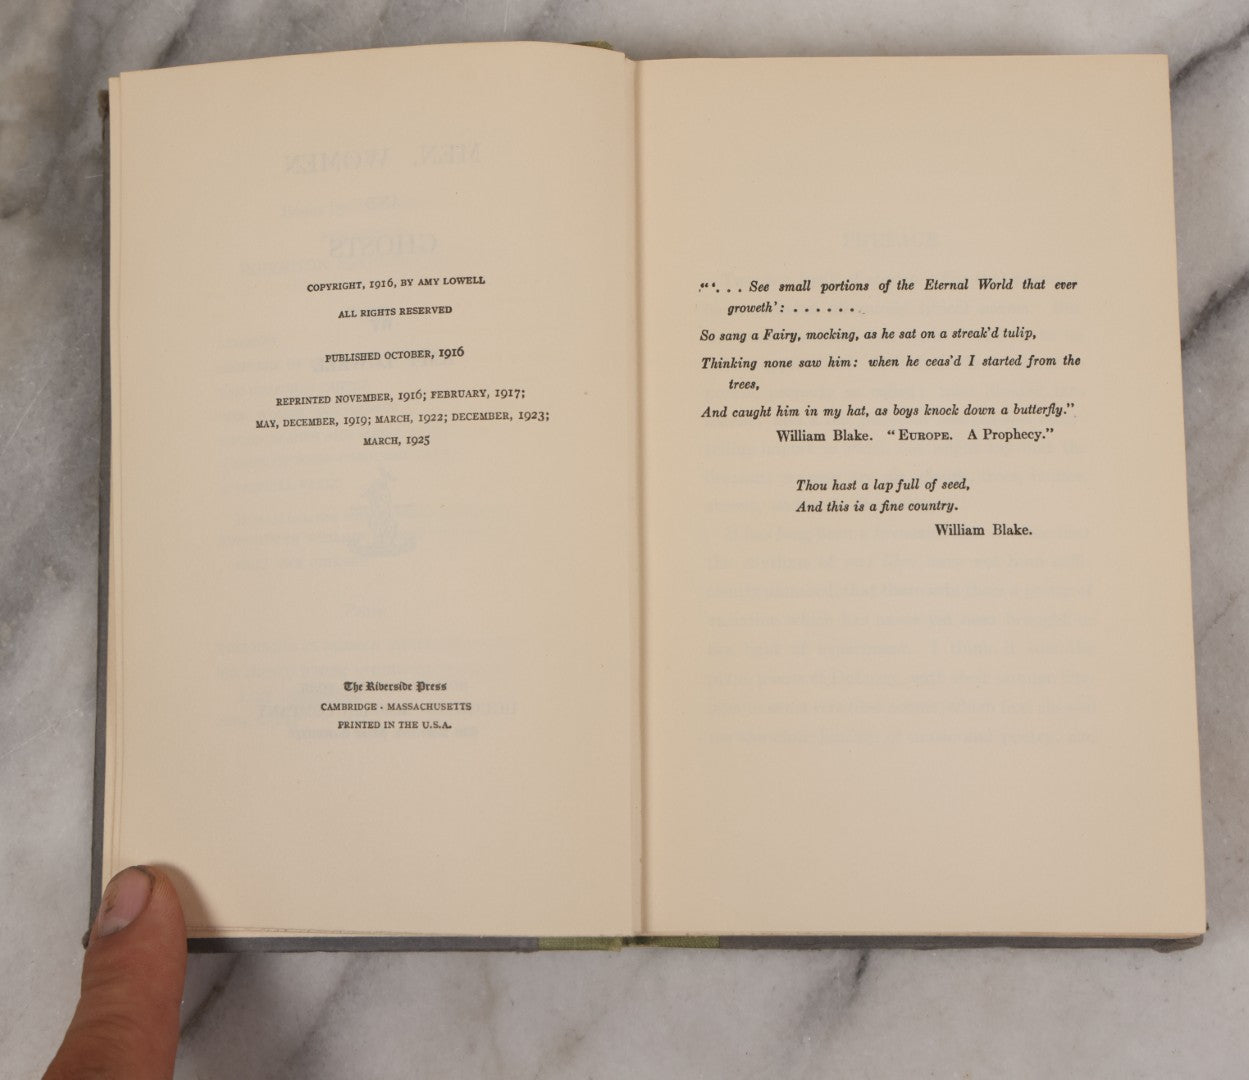 COPYRIGHT, 1916, BY AMY LOWELL
ALL RIGHTS RESERVED
PUBLISHED OCTOBER, 1916
REPRINTED NOVEMBER, 1916; FEBRUARY, 1917;
MAY, DECEMBER, 1919; MARCH, 1922; DECEMBER, 1923;
MARCH, 1925
The Riverside Press
CAMBRIDGE · MASSACHUSETTS
PRINTED IN THE U.S.A.
"' . . . See small portions of the Eternal World that ever
groweth': . . . . . .
So sang a Fairy, mocking, as he sat on a streak'd tulip,
Thinking none saw him: when he ceas'd I started from the
trees,
And caught him in my hat, as boys knock down a butterfly."
William Blake. "EUROPE. A Prophecy."
Thou hast a lap full of seed,
And this is a fine country.
William Blake.